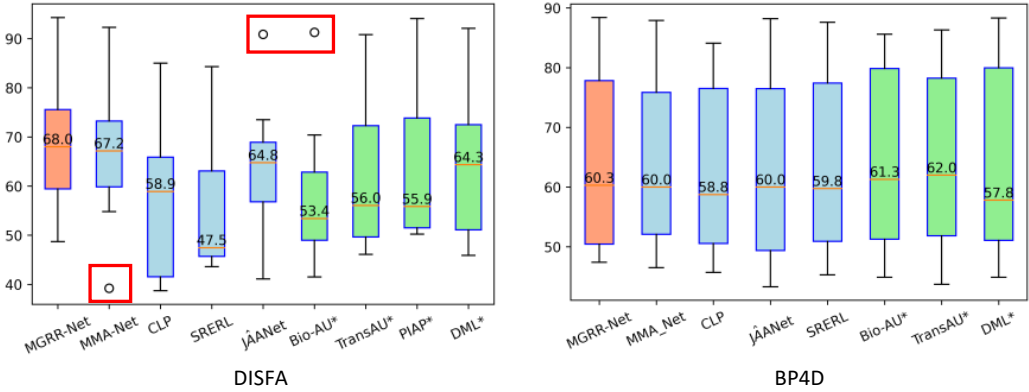 90
80
70
60
50
40
68.0
67.2
58.9
47.5
64.8
53.4
56.0
55.9
64.3
MGRR-Net
MMA-Net
CLP
SRERL
JÂANet
Bio-AU*
TransAU*
PIAP*
DML*
DISFA
90
80
70
60
50
60.3
60.0
58.8
60.0
59.8
61.3
62.0
57.8
MGRR-Net
MMA_Net
CLP
JÂANet
SRERL
Bio-AU*
TransAU*
DML*
BP4D